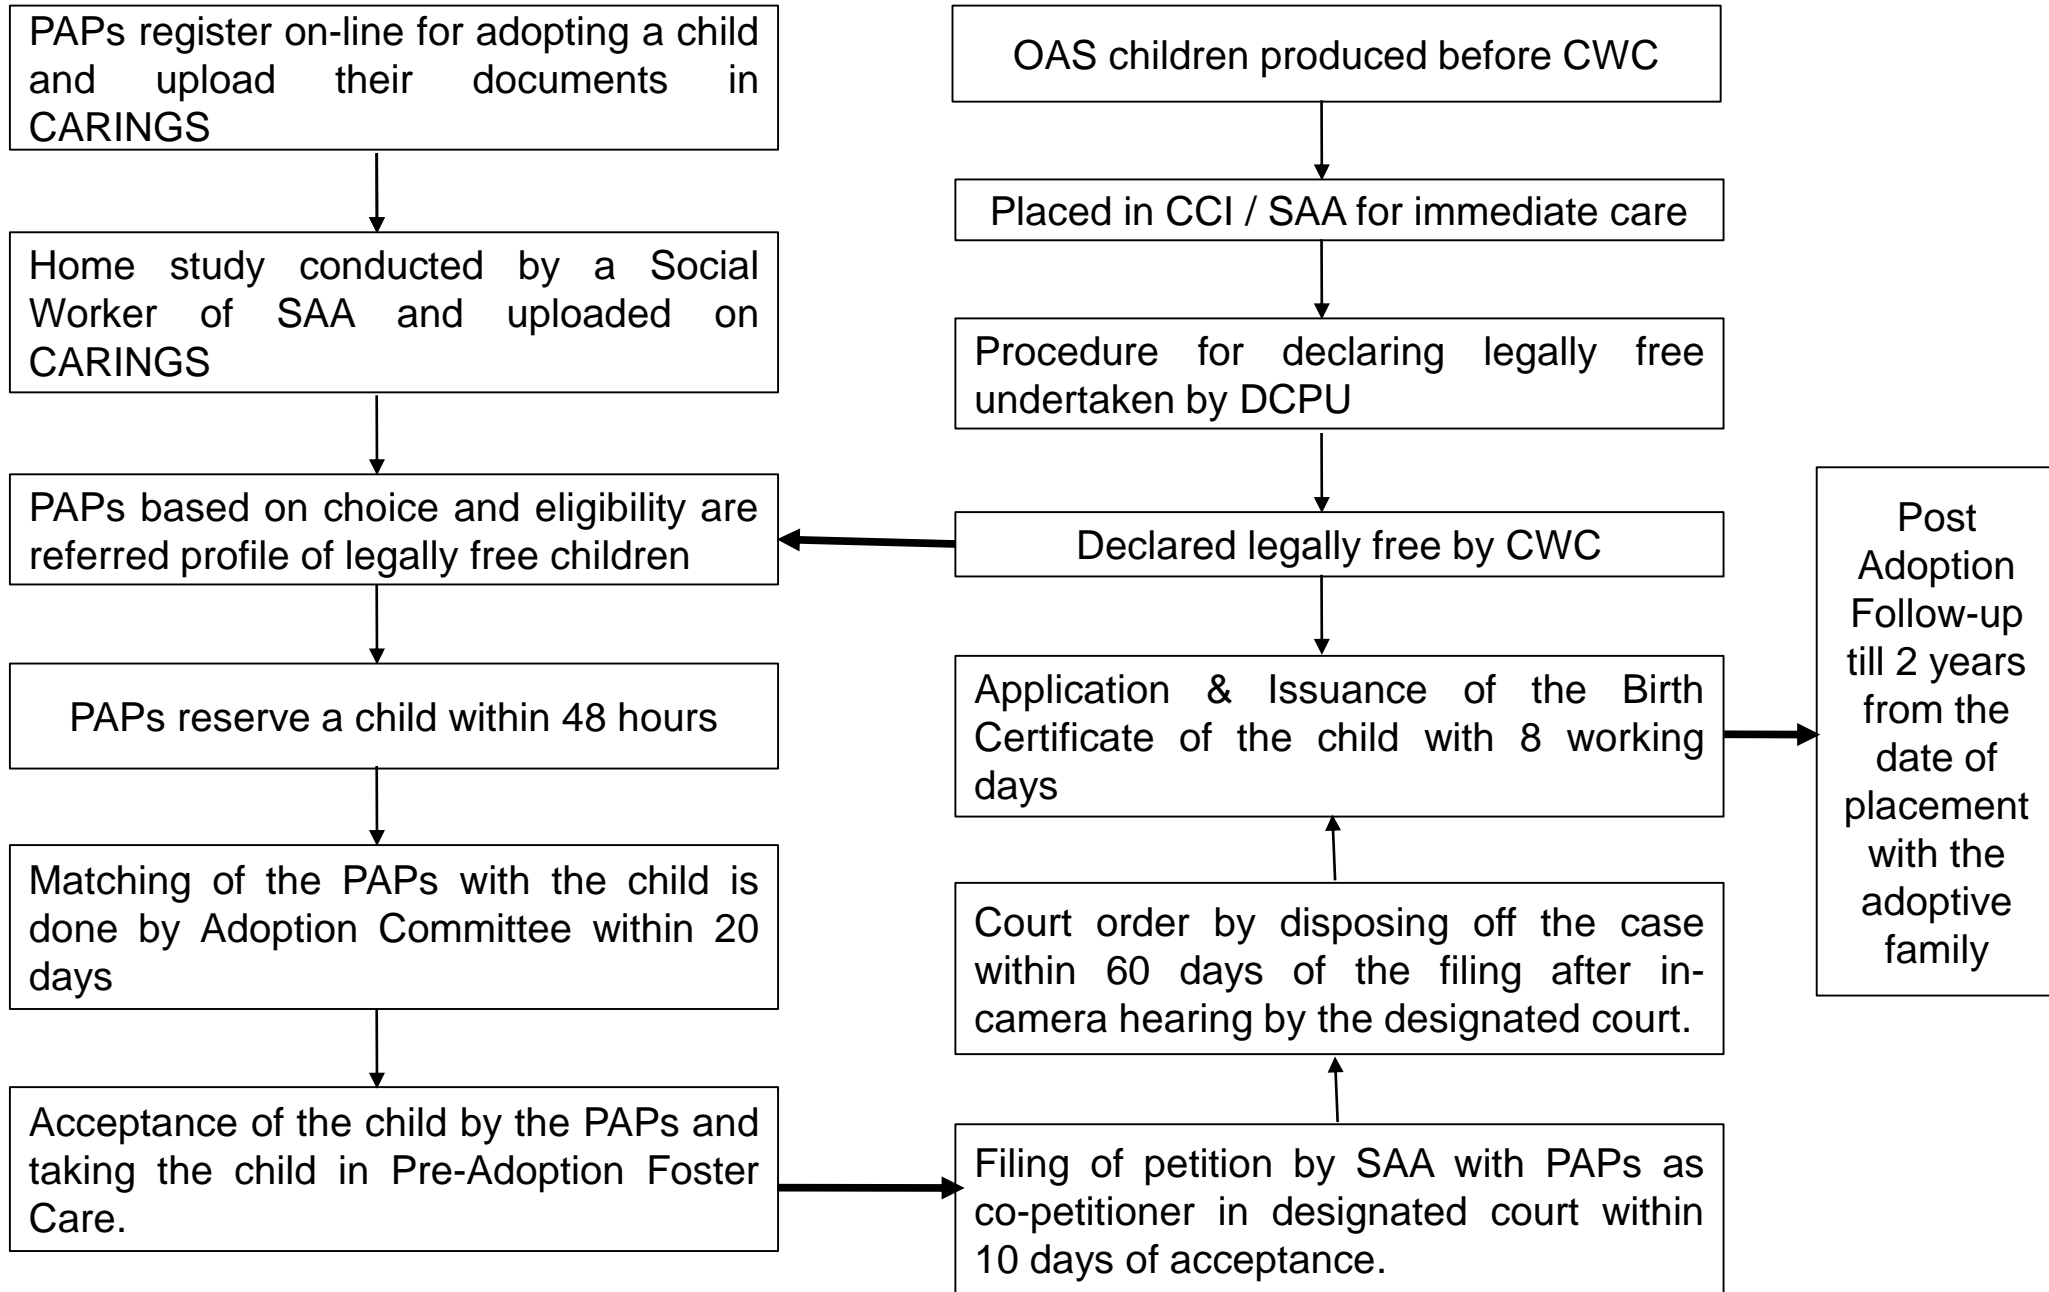 PAPs register on-line for adopting a child
and upload their documents in
CARINGS
Home study conducted by a Social
Worker of SAA and uploaded on
CARINGS
PAPs based on choice and eligibility are
referred profile of legally free children
PAPs reserve a child within 48 hours
Matching of the PAPs with the child is
done by Adoption Committee within 20
days
Acceptance of the child by the PAPs and
taking the child in Pre-Adoption Foster
Care.
OAS children produced before CWC
Placed in CCI / SAA for immediate care
Procedure for declaring legally free
undertaken by DCPU
Declared legally free by CWC
Application & Issuance of the Birth
Certificate of the child with 8 working
days
Court order by disposing off the case
within 60 days of the filing after in-
camera hearing by the designated court.
Filing of petition by SAA with PAPs as
co-petitioner in designated court within
10 days of acceptance.
Post
Adoption
Follow-up
till 2 years
from the
date of
placement
with the
adoptive
family